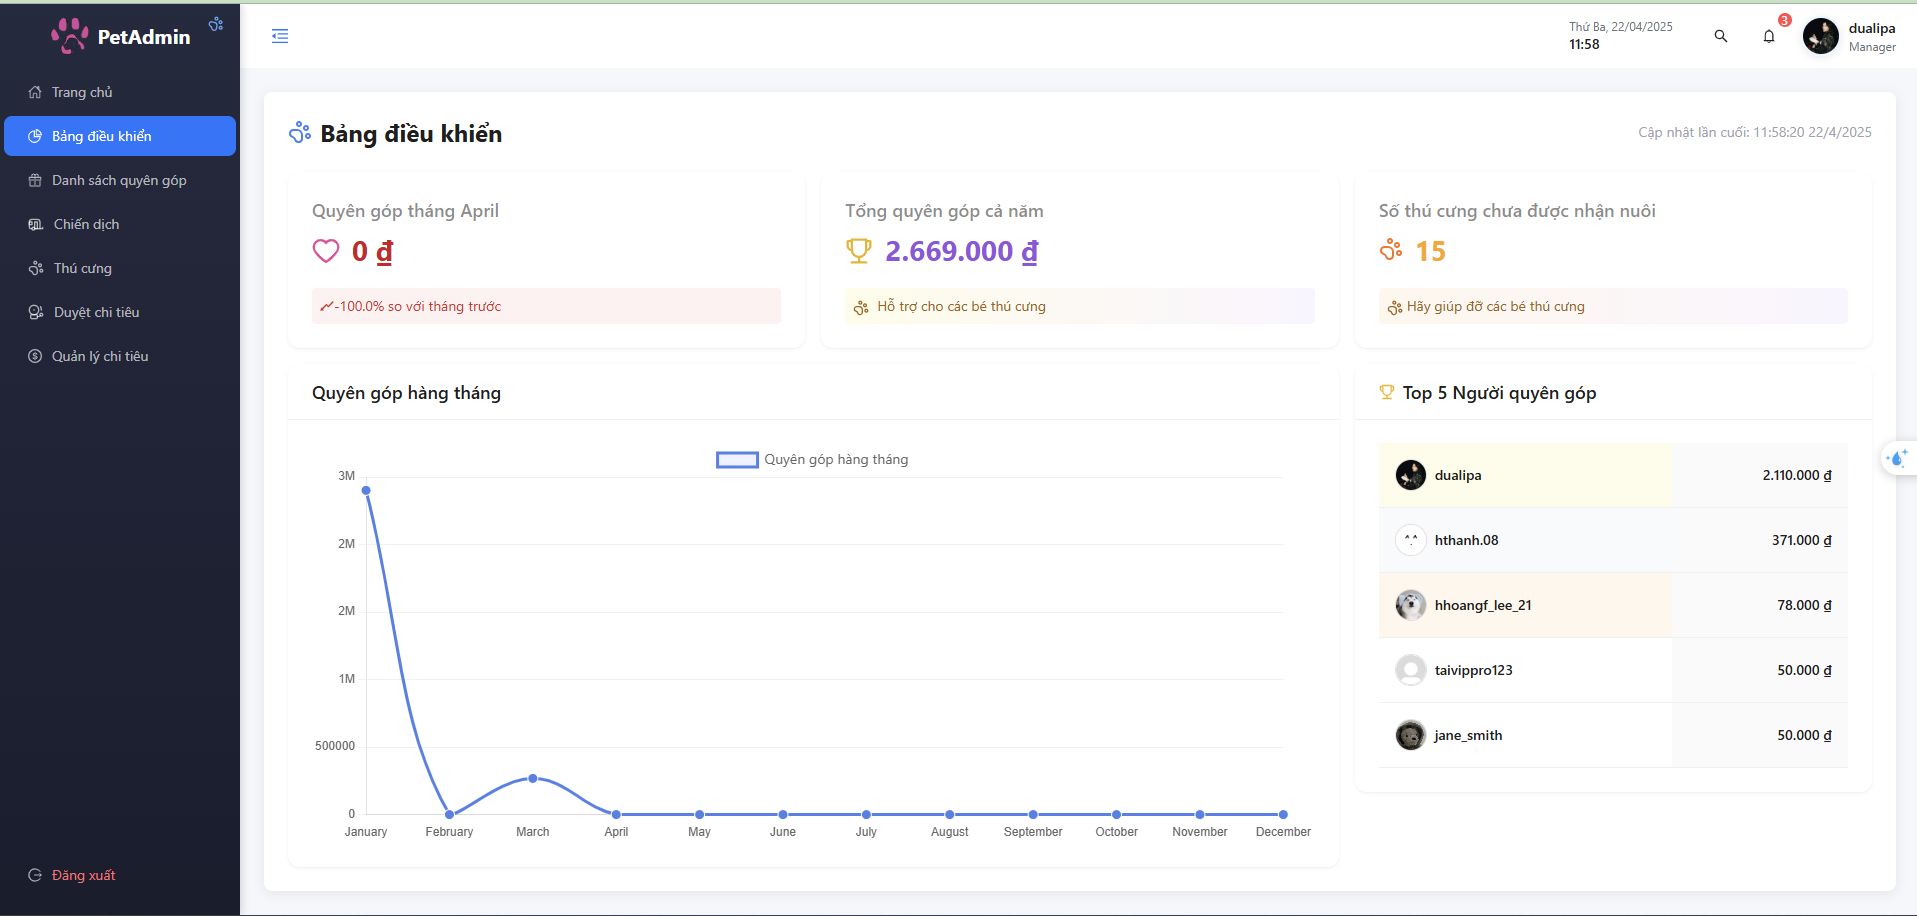 PetAdmin
Trang chủ
Bảng điều khiển
Danh sách quyên góp
Chiến dịch
Thú cưng
Duyệt chi tiêu
Quản lý chi tiêu
Đăng xuất
Thứ Ba, 22/04/2025
11:58
3
dualipa
Manager
Bảng điều khiển
Cập nhật lần cuối: 11:58:20 22/4/2025
Quyên góp tháng April
0 ₫
-100.0% so với tháng trước
Tổng quyên góp cả năm
2.669.000 ₫
Hỗ trợ cho các bé thú cưng
Số thú cưng chưa được nhận nuôi
15
Hãy giúp đỡ các bé thú cưng
Quyên góp hàng tháng
Quyên góp hàng tháng
3M
2M
2M
1M
500000
0
January February March April May June July August September October November December
Top 5 Người quyên góp
dualipa 2.110.000 ₫
hthanh.08 371.000 ₫
hhoangf_lee_21 78.000 ₫
taivippro123 50.000 ₫
jane_smith 50.000 ₫